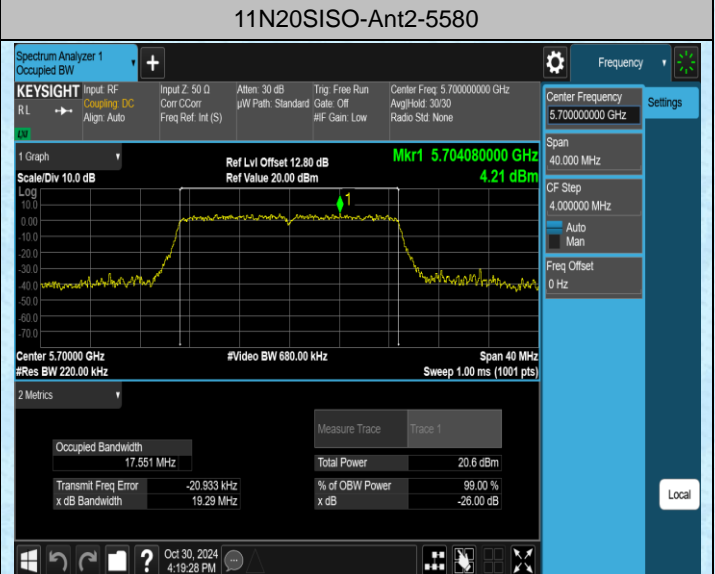 11N20SISO-Ant2-5580
Spectrum Analyzer 1
Occupied BW
Frequency
KEYSIGHT
RL
Input: RF
Coupling: DC
Align: Auto
Input Z: 50 Ω
Corr CCorr
Freq Ref: Int (S)
Atten: 30 dB
µW Path: Standard
Trig: Free Run
Gate: Off
#IF Gain: Low
Center Freq: 5.700000000 GHz
Avg|Hold: 30/30
Radio Std: None
LXI
Center Frequency
5.700000000 GHz
Settings
Span
40.000 MHz
CF Step
4.000000 MHz
Auto
Man
Freq Offset
0 Hz
1 Graph
Scale/Div 10.0 dB
Ref Lvl Offset 12.80 dB
Ref Value 20.00 dBm
Mkr1 5.704080000 GHz
4.21 dBm
Log
10.0
0.00
-10.0
-20.0
-30.0
-40.0
-50.0
-60.0
-70.0
1
Center 5.70000 GHz
#Video BW 680.00 kHz
Span 40 MHz
#Res BW 220.00 kHz
Sweep 1.00 ms (1001 pts)
2 Metrics
Measure Trace Trace 1
Occupied Bandwidth
17.551 MHz
Total Power 20.6 dBm
Transmit Freq Error -20.933 kHz
% of OBW Power 99.00 %
x dB Bandwidth 19.29 MHz
x dB -26.00 dB
Local
?
Oct 30, 2024
4:19:28 PM